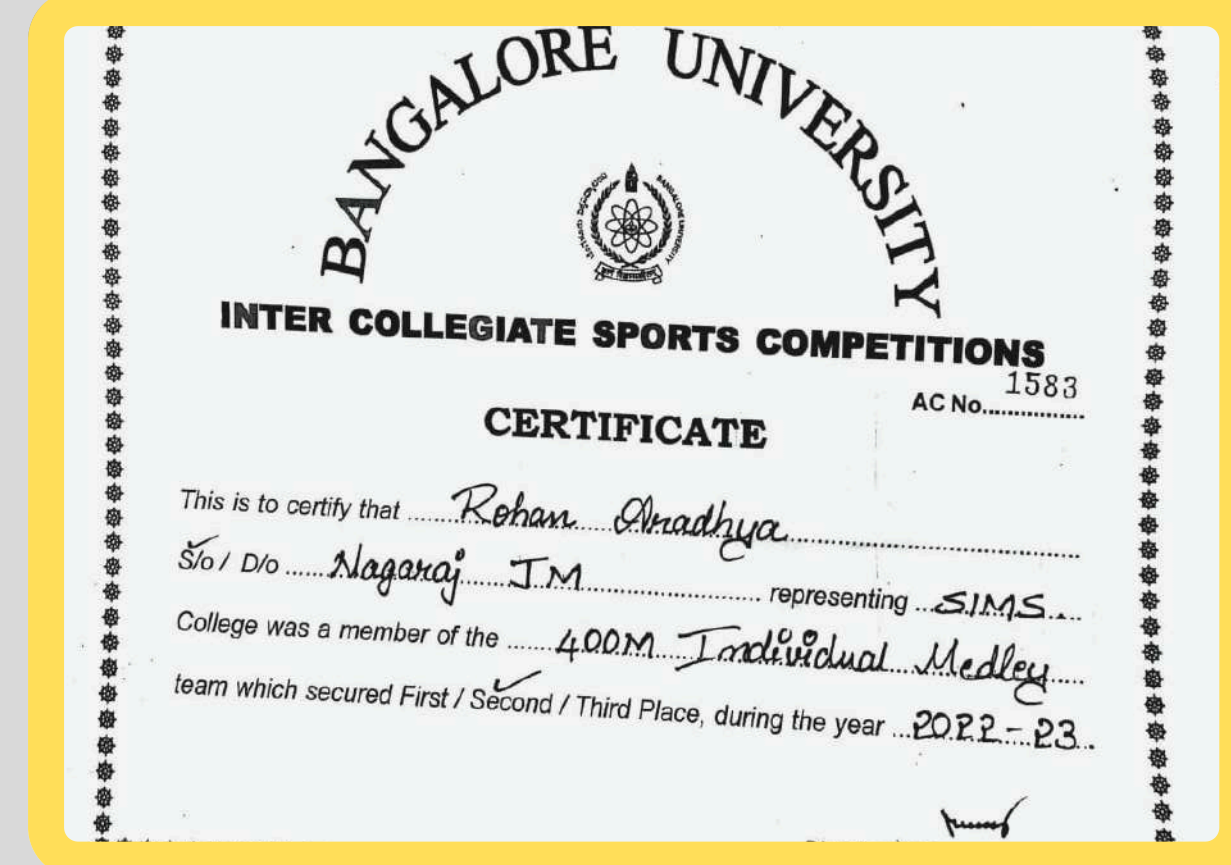 BANGALORE UNIVERSITY
BANGALORE UNIVERSITY
INTER COLLEGIATE SPORTS COMPETITIONS
AC No. 1583
CERTIFICATE
This is to certify that Rohan Aradhya
S/o / D/o Nagaraj J M representing SIMS
College was a member of the 400M Individual Medley
team which secured First / Second / Third Place, during the year 2022-23